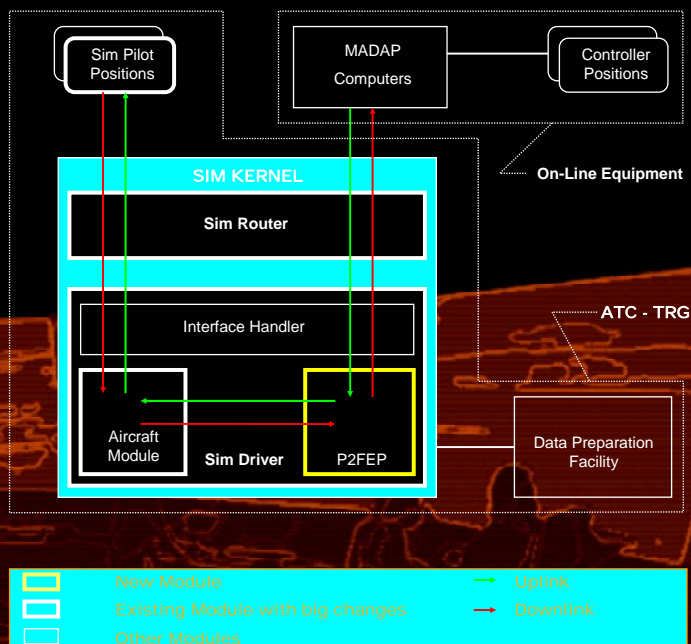 Sim Pilot
Positions
MADAP
Computers
Controller
Positions
On-Line Equipment
SIM KERNEL
Sim Router
ATC - TRG
Interface Handler
Aircraft
Module
Sim Driver
P2FEP
Data Preparation
Facility
New Module
Uplink
Existing Module with big changes
Downlink
Other Modules